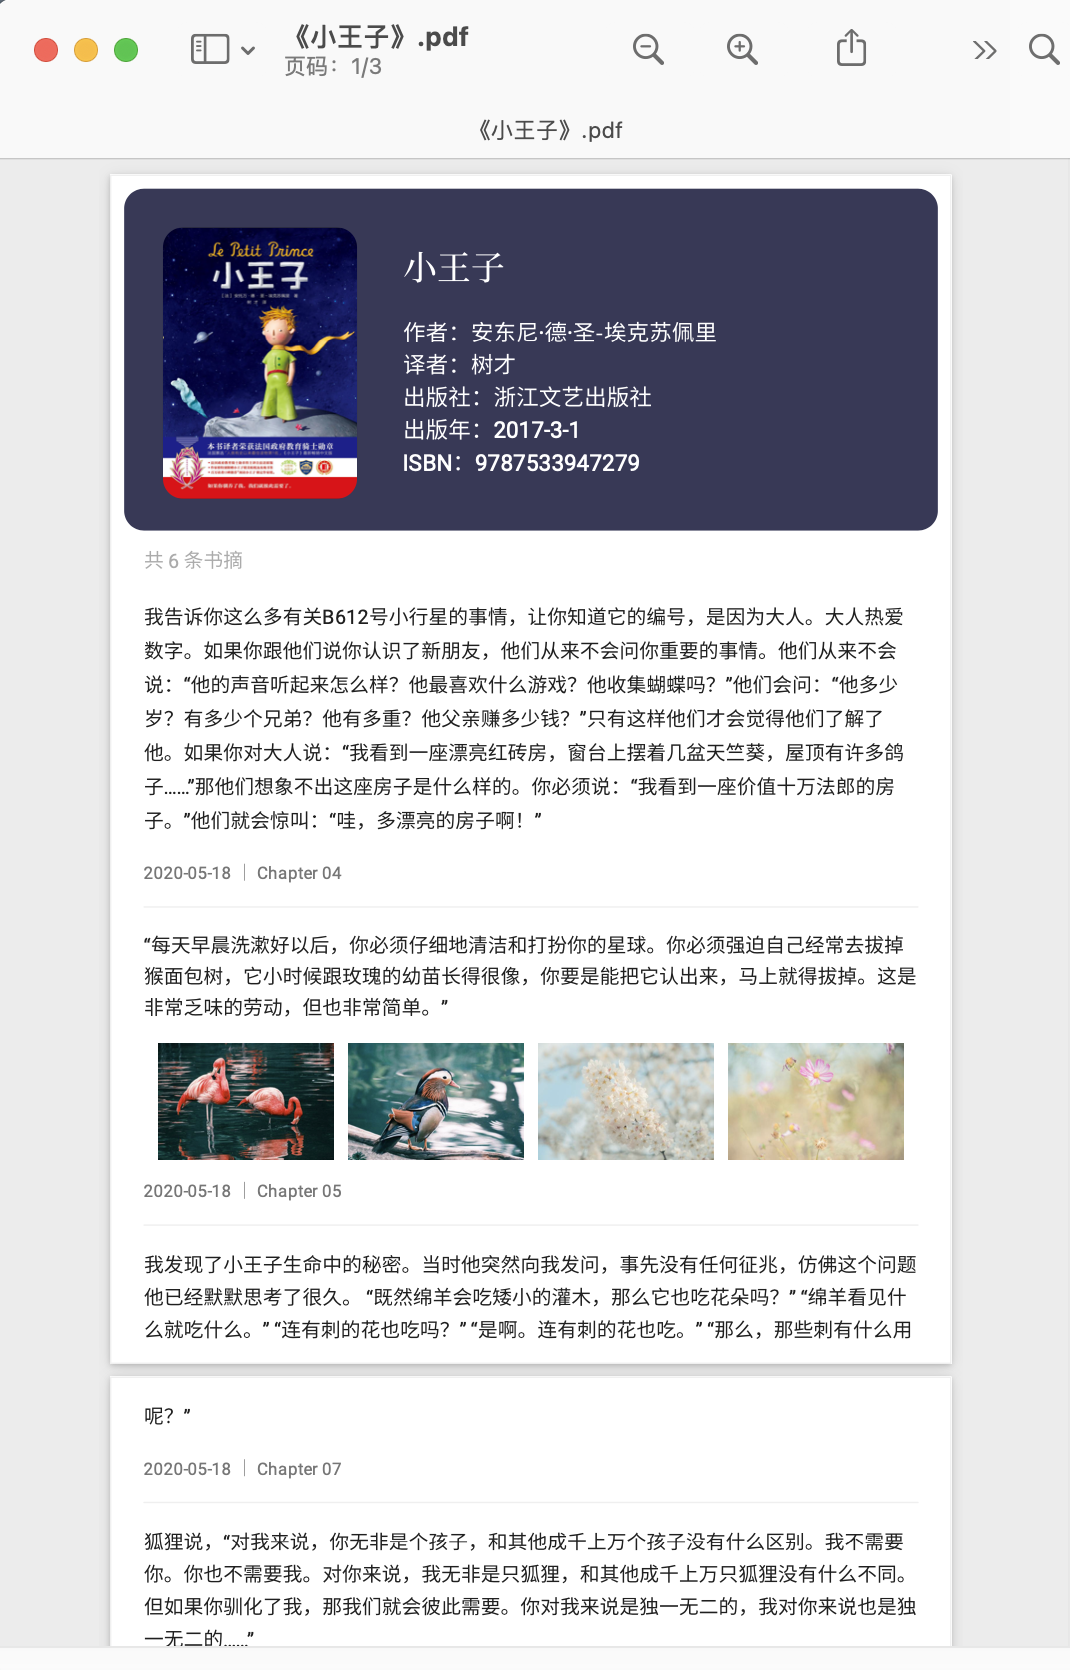 《小王子》.pdf
页码：1/3
《小王子》.pdf
Le Petit Prince
小王子
本书译者荣获法国政府教育骑士勋章
小王子
作者：安东尼·德·圣-埃克苏佩里
译者：树才
出版社：浙江文艺出版社
出版年：2017-3-1
ISBN：9787533947279
共 6 条书摘
我告诉你这么多有关B612号小行星的事情，让你知道它的编号，是因为大人。大人热爱
数字。如果你跟他们说你认识了新朋友，他们从来不会问你重要的事情。他们从来不会
说：“他的声音听起来怎么样？他最喜欢什么游戏？他收集蝴蝶吗？”他们会问：“他多少
岁？有多少个兄弟？他有多重？他父亲赚多少钱？”只有这样他们才会觉得他们了解了
他。如果你对大人说：“我看到一座漂亮红砖房，窗台上摆着几盆天竺葵，屋顶有许多鸽
子……”那他们想象不出这座房子是什么样的。你必须说：“我看到一座价值十万法郎的房
子。”他们就会惊叫：“哇，多漂亮的房子啊！”
2020-05-18 | Chapter 04
“每天早晨洗漱好以后，你必须仔细地清洁和打扮你的星球。你必须强迫自己经常去拔掉
猴面包树，它小时候跟玫瑰的幼苗长得很像，你要是能把它认出来，马上就得拔掉。这是
非常乏味的劳动，但也非常简单。”
2020-05-18 | Chapter 05
我发现了小王子生命中的秘密。当时他突然向我发问，事先没有任何征兆，仿佛这个问题
他已经默默思考了很久。 “既然绵羊会吃矮小的灌木，那么它也吃花朵吗？” “绵羊看见什
么就吃什么。” “连有刺的花也吃吗？” “是啊。连有刺的花也吃。” “那么，那些刺有什么用
呢？”
2020-05-18 | Chapter 07
狐狸说，“对我来说，你无非是个孩子，和其他成千上万个孩子没有什么区别。我不需要
你。你也不需要我。对你来说，我无非是只狐狸，和其他成千上万只狐狸没有什么不同。
但如果你驯化了我，那我们就会彼此需要。你对我来说是独一无二的，我对你来说也是独
一无二的……”